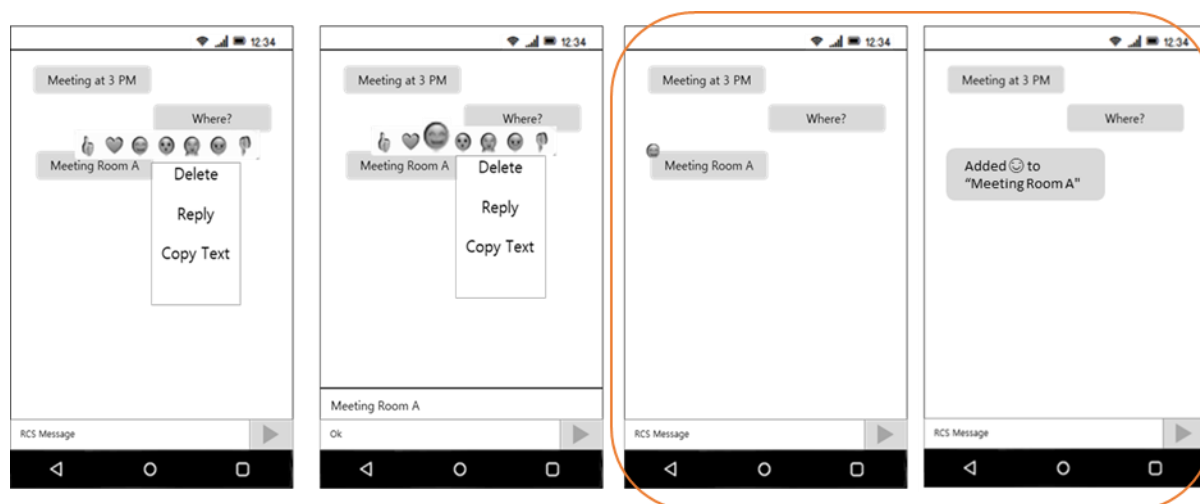 12:34
Meeting at 3 PM
Where?
Meeting Room A
Delete
Reply
Copy Text
RCS Message
12:34
Meeting at 3 PM
Where?
Meeting Room A
Delete
Reply
Copy Text
Meeting Room A
Ok
12:34
Meeting at 3 PM
Where?
Meeting Room A
RCS Message
12:34
Meeting at 3 PM
Where?
Added 😊 to
“Meeting Room A"
RCS Message